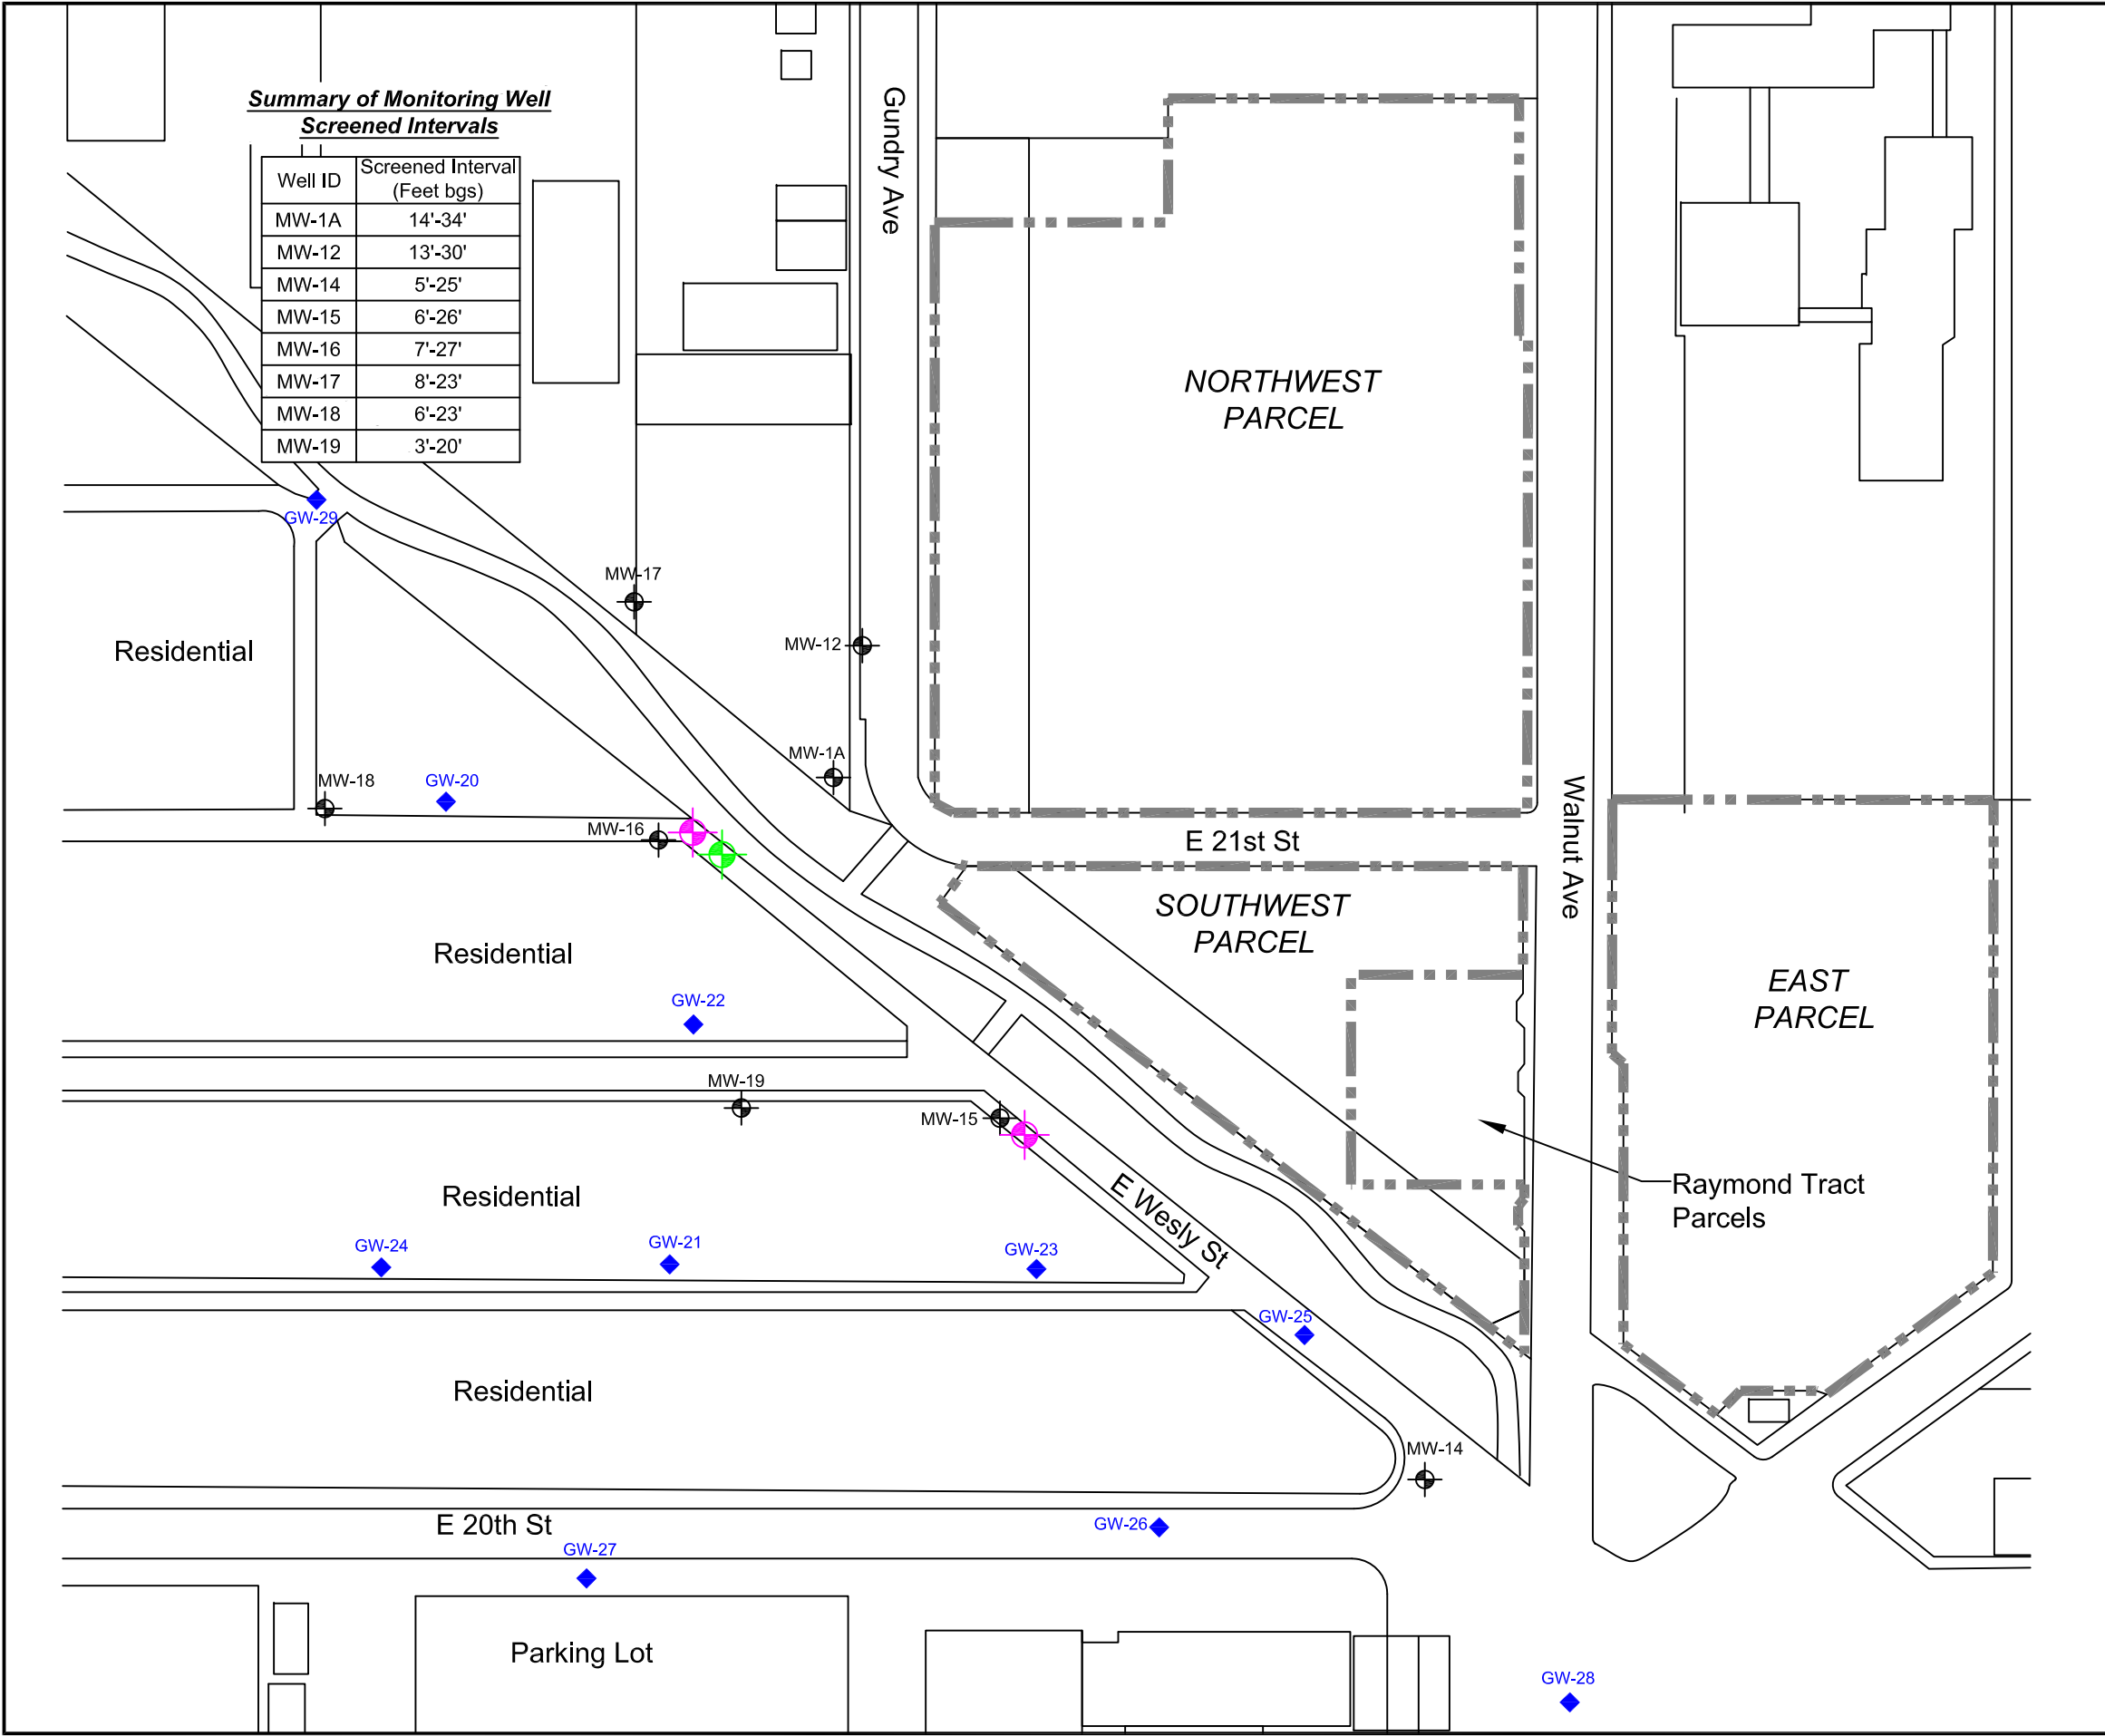 Summary of Monitoring Well
Screened Intervals
Well ID
Screened Interval
(Feet bgs)
MW-1A 14'-34'
MW-12 13'-30'
MW-14 5'-25'
MW-15 6'-26'
MW-16 7'-27'
MW-17 8'-23'
MW-18 6'-23'
MW-19 3'-20'
Gundry Ave
NORTHWEST
PARCEL
GW-29
MW-17
Residential
MW-12
MW-1A
MW-18
GW-20
MW-16
E 21st St
Walnut Ave
SOUTHWEST
PARCEL
Residential
EAST
PARCEL
GW-22
MW-19
MW-15
Raymond Tract
Parcels
Residential
E Wesly St
GW-24
GW-21
GW-23
GW-25
Residential
MW-14
E 20th St
GW-26
GW-27
Parking Lot
GW-28